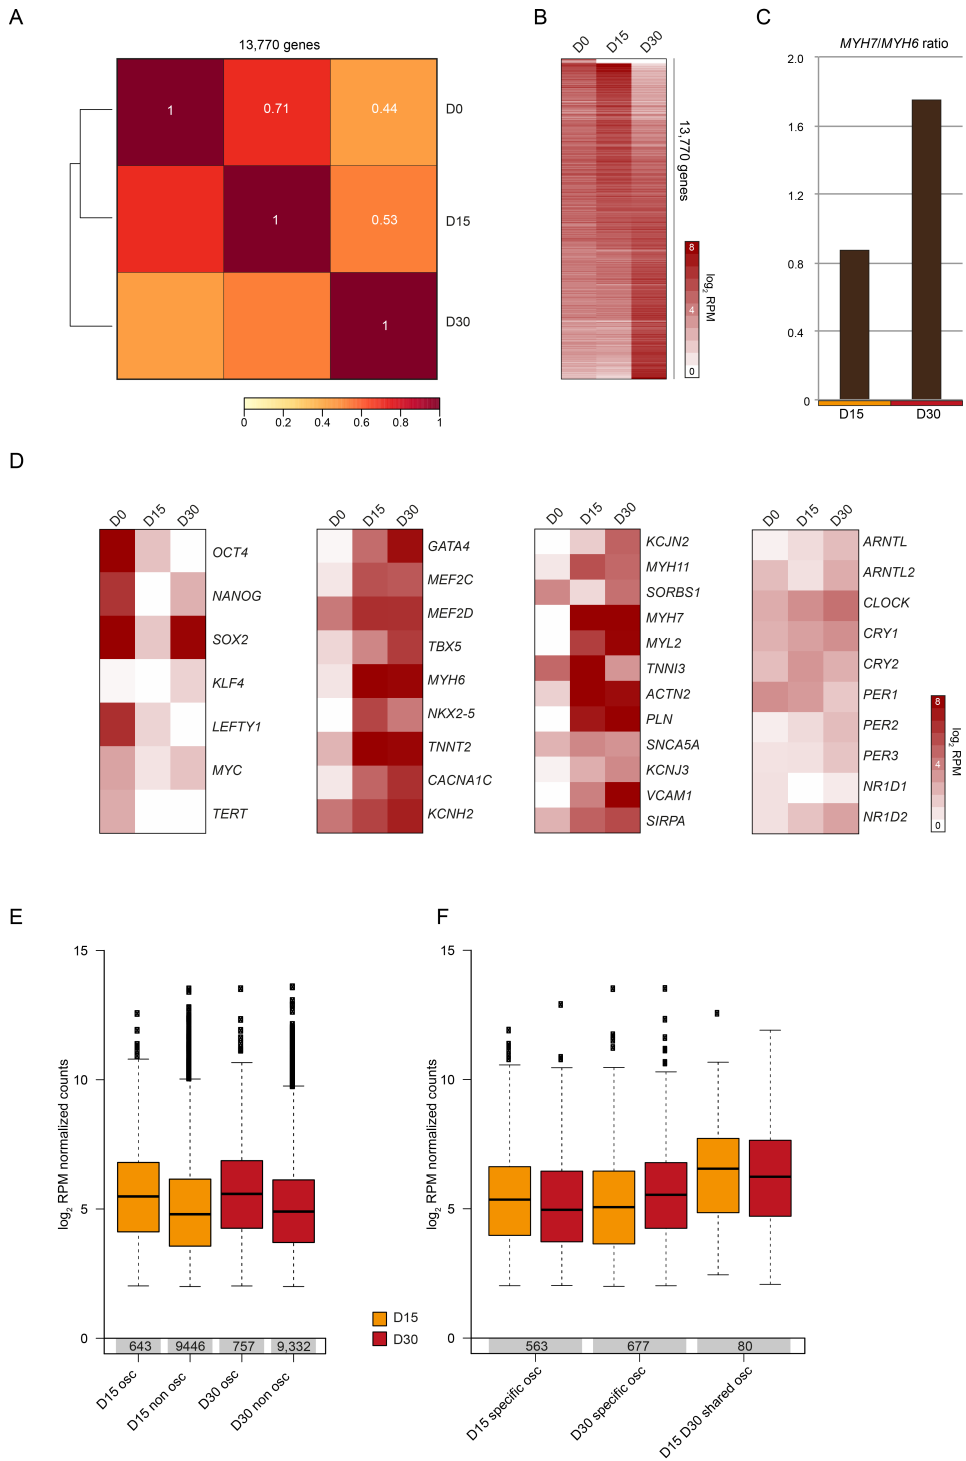 A
13,770 genes
1
0.71
0.44
D0
1
0.53
D15
1
D30
0
0.2
0.4
0.6
0.8
1
B
D0
D15
D30
13,770 genes
8
4
0
log2 RPM
C
MYH7/MYH6 ratio
2.0
1.6
1.2
0.8
0.4
0
D15
D30
D
D0
D15
D30
OCT4
NANOG
SOX2
KLF4
LEFTY1
MYC
TERT
D0
D15
D30
GATA4
MEF2C
MEF2D
TBX5
MYH6
NKX2-5
TNNT2
CACNA1C
KCNH2
D0
D15
D30
KCJN2
MYH11
SORBS1
MYH7
MYL2
TNNI3
ACTN2
PLN
SNCA5A
KCNJ3
VCAM1
SIRPA
D0
D15
D30
ARNTL
ARNTL2
CLOCK
CRY1
CRY2
PER1
PER2
PER3
NR1D1
NR1D2
8
4
0
log2 RPM
E
15
10
5
0
log2 RPM normalized counts
643
9446
757
9,332
D15 osc
D15 non osc
D30 osc
D30 non osc
D15
D30
F
15
10
5
0
log2 RPM normalized counts
563
677
80
D15 specific osc
D30 specific osc
D15 D30 shared osc